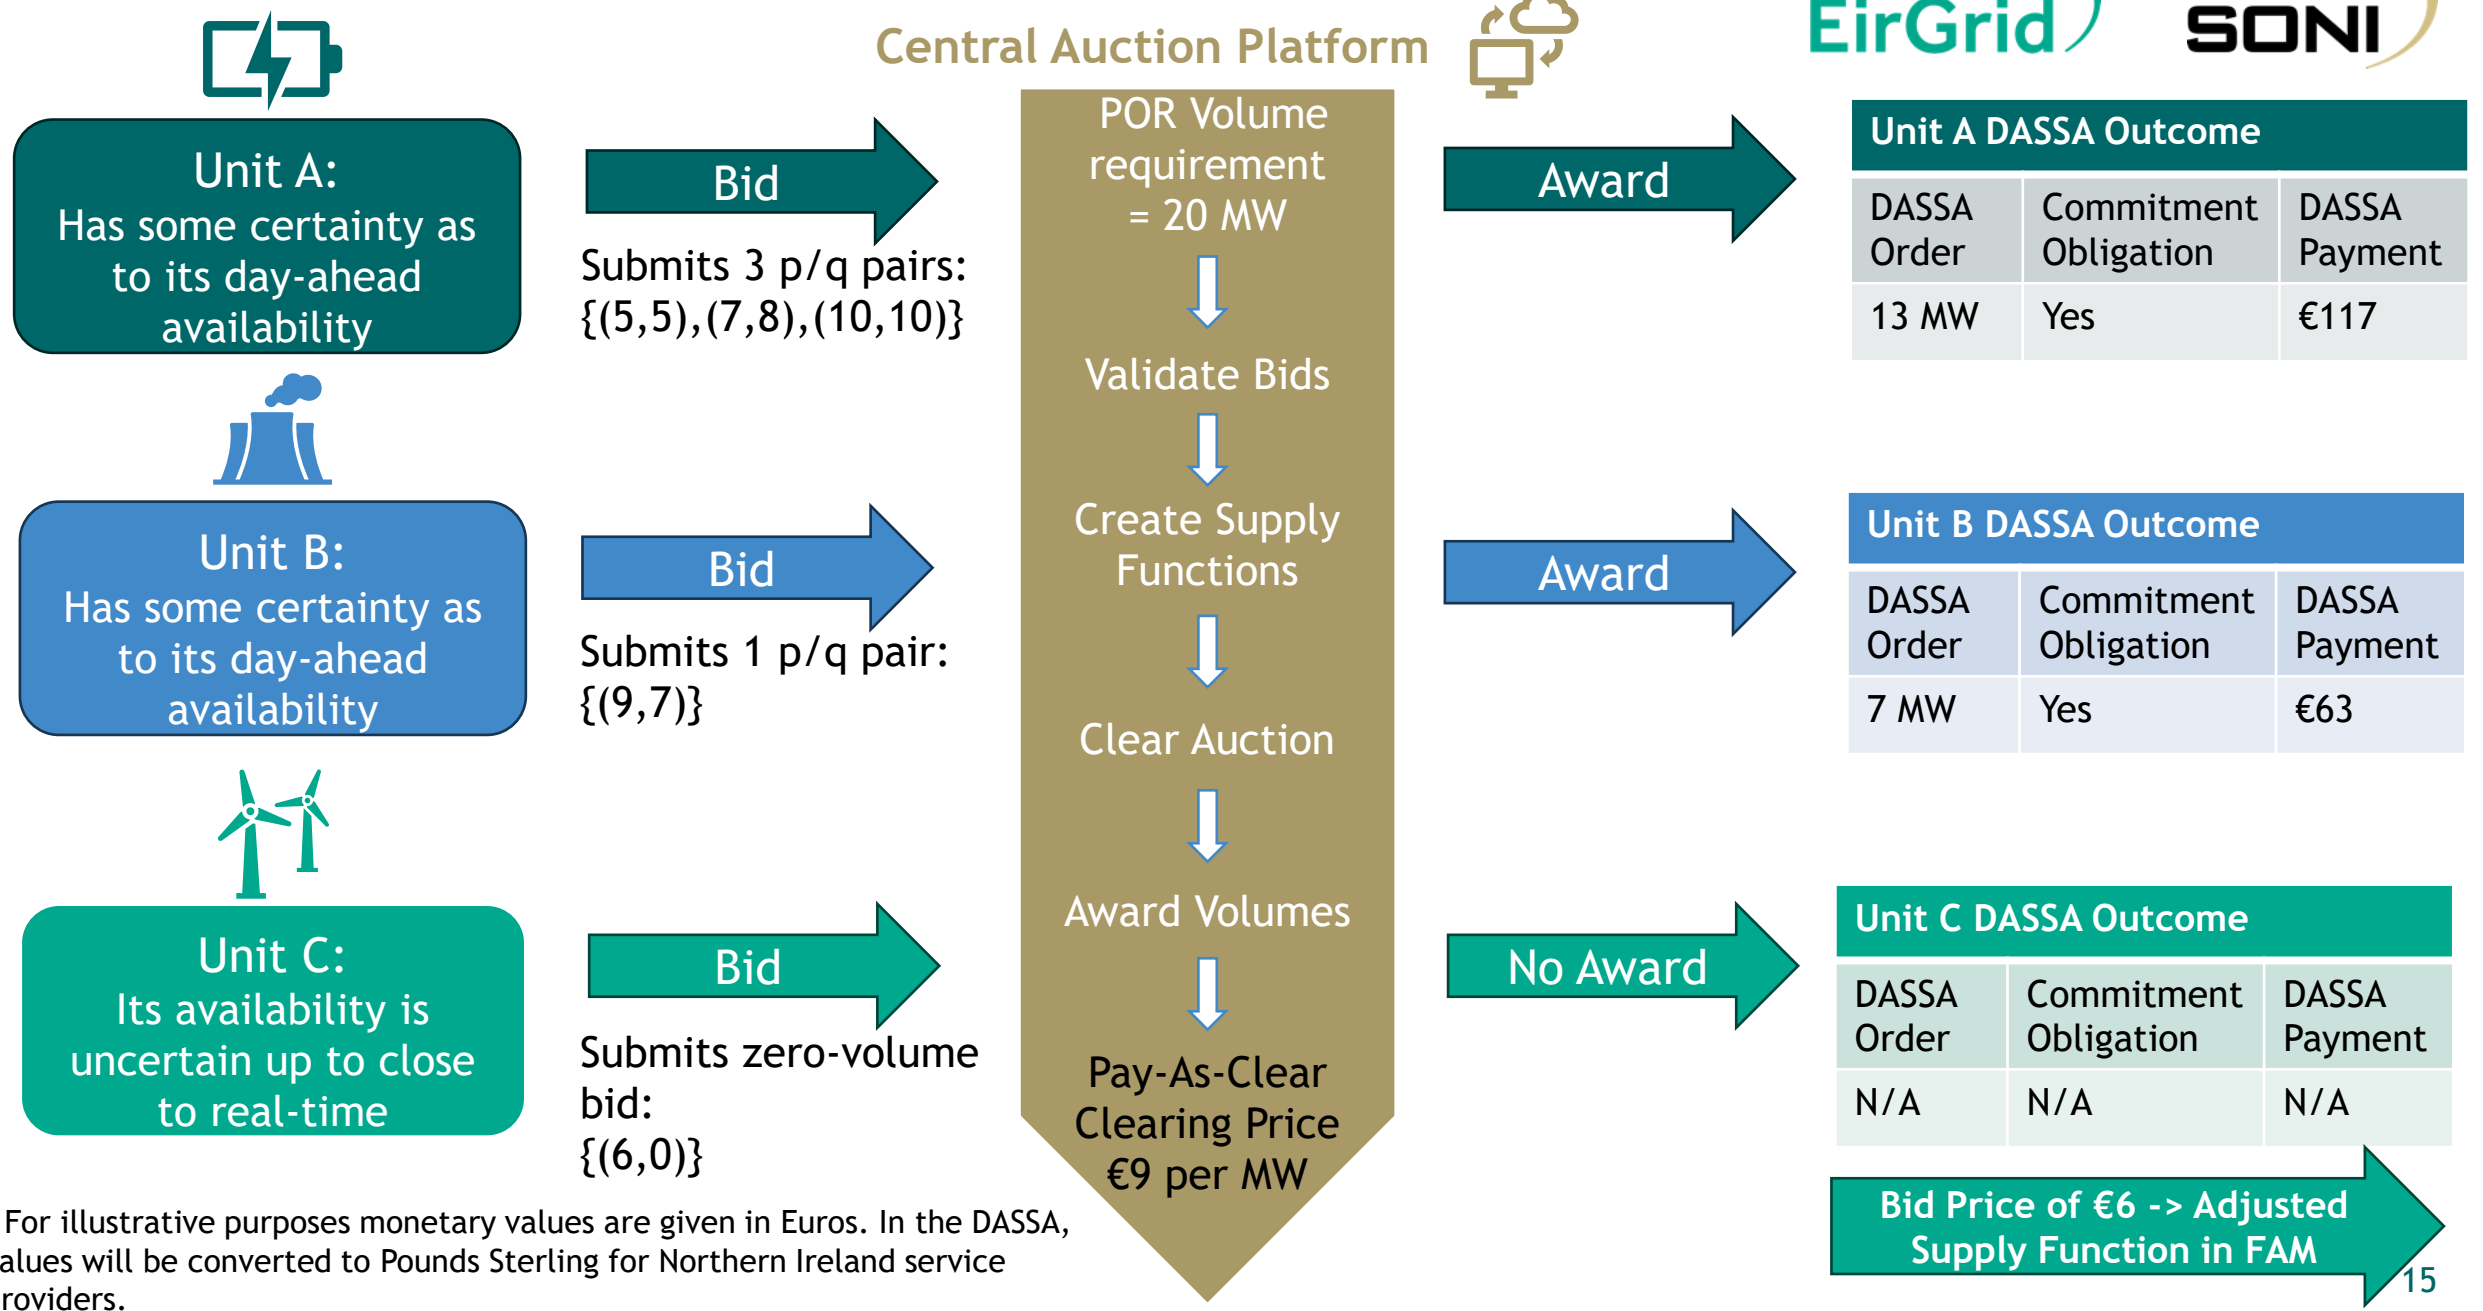 Central Auction Platform
EirGrid
SONI
Unit A:
Has some certainty as
to its day-ahead
availability
Bid
Submits 3 p/q pairs:
{(5,5),(7,8),(10,10)}
POR Volume
requirement
= 20 MW
Validate Bids
Create Supply
Functions
Clear Auction
Award Volumes
Pay-As-Clear
Clearing Price
€9 per MW
Award
Unit A DASSA Outcome
DASSA Order Commitment Obligation DASSA Payment
13 MW Yes €117
Unit B:
Has some certainty as
to its day-ahead
availability
Bid
Submits 1 p/q pair:
{(9,7)}
Award
Unit B DASSA Outcome
DASSA Order Commitment Obligation DASSA Payment
7 MW Yes €63
Unit C:
Its availability is
uncertain up to close
to real-time
Bid
Submits zero-volume
bid:
{(6,0)}
No Award
Unit C DASSA Outcome
DASSA Order Commitment Obligation DASSA Payment
N/A N/A N/A
Bid Price of €6 -> Adjusted
Supply Function in FAM
For illustrative purposes monetary values are given in Euros. In the DASSA,
alues will be converted to Pounds Sterling for Northern Ireland service
roviders.
15